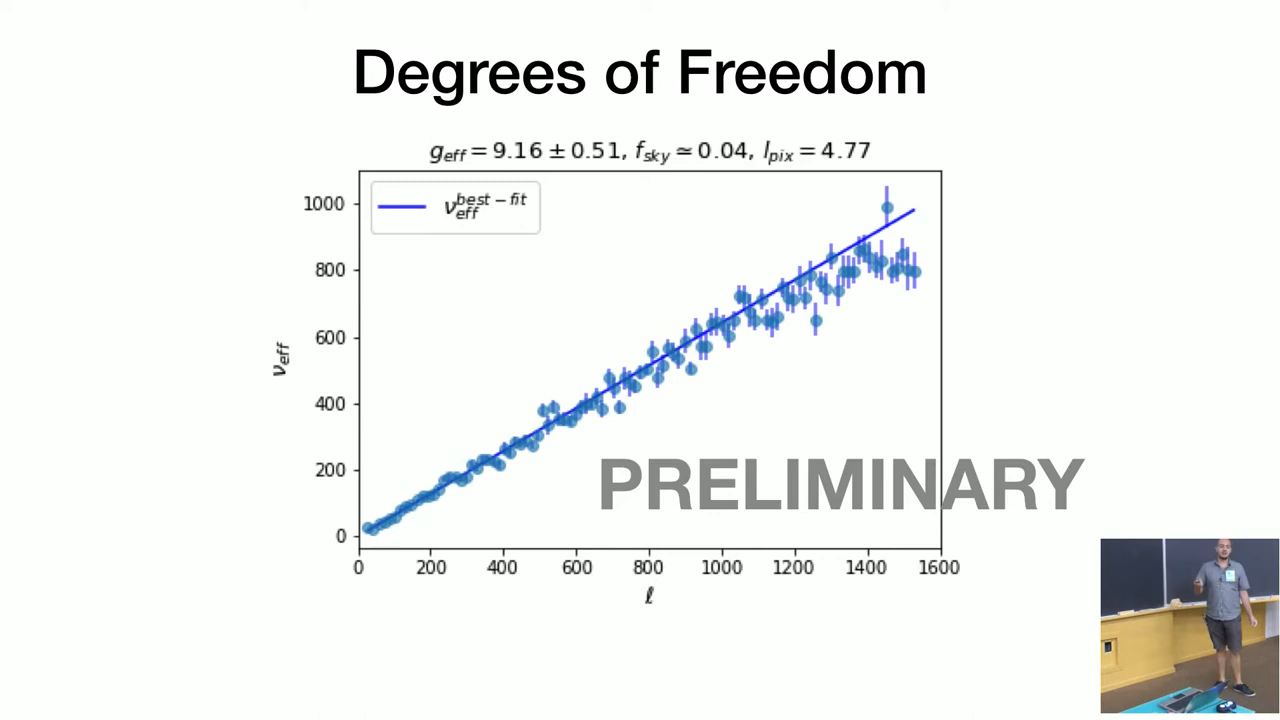 Degrees of Freedom
g_eff = 9.16 ± 0.51, f_sky ≃ 0.04, l_pix = 4.77
ν_eff^best-fit
1000
800
600
400
200
0
ν_eff
PRELIMINARY
0 200 400 600 800 1000 1200 1400 1600
ℓ